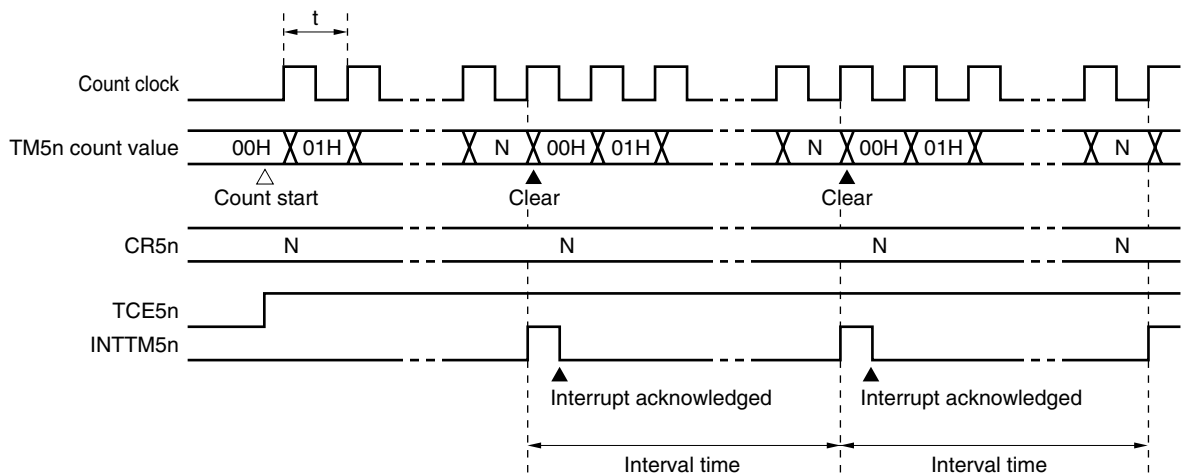 t
Count clock
TM5n count value 00H 01H N 00H 01H N 00H 01H N
Count start Clear Clear
CR5n N N N N
TCE5n
INTTM5n
Interrupt acknowledged Interrupt acknowledged
Interval time Interval time